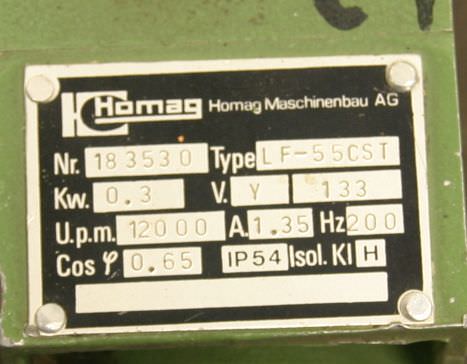 Homag Homag Maschinenbau AG
Nr. 183530 Type LF-55CST
Kw. 0.3 V. Y 133
U.p.m. 12000 A. 1.35 Hz 200
Cos φ 0.65 IP54 Isol. Kl H